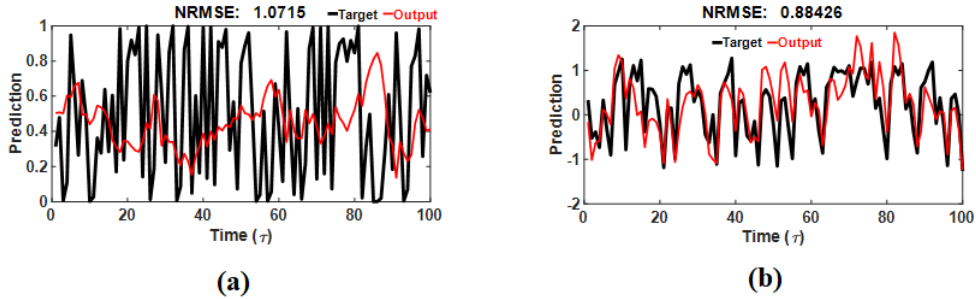 NRMSE: 1.0715
Target Output
Prediction
1
0.8
0.6
0.4
0.2
0
0 20 40 60 80 100
Time (τ)
(a)
NRMSE: 0.88426
Target Output
Prediction
2
1
0
-1
-2
0 20 40 60 80 100
Time (τ)
(b)